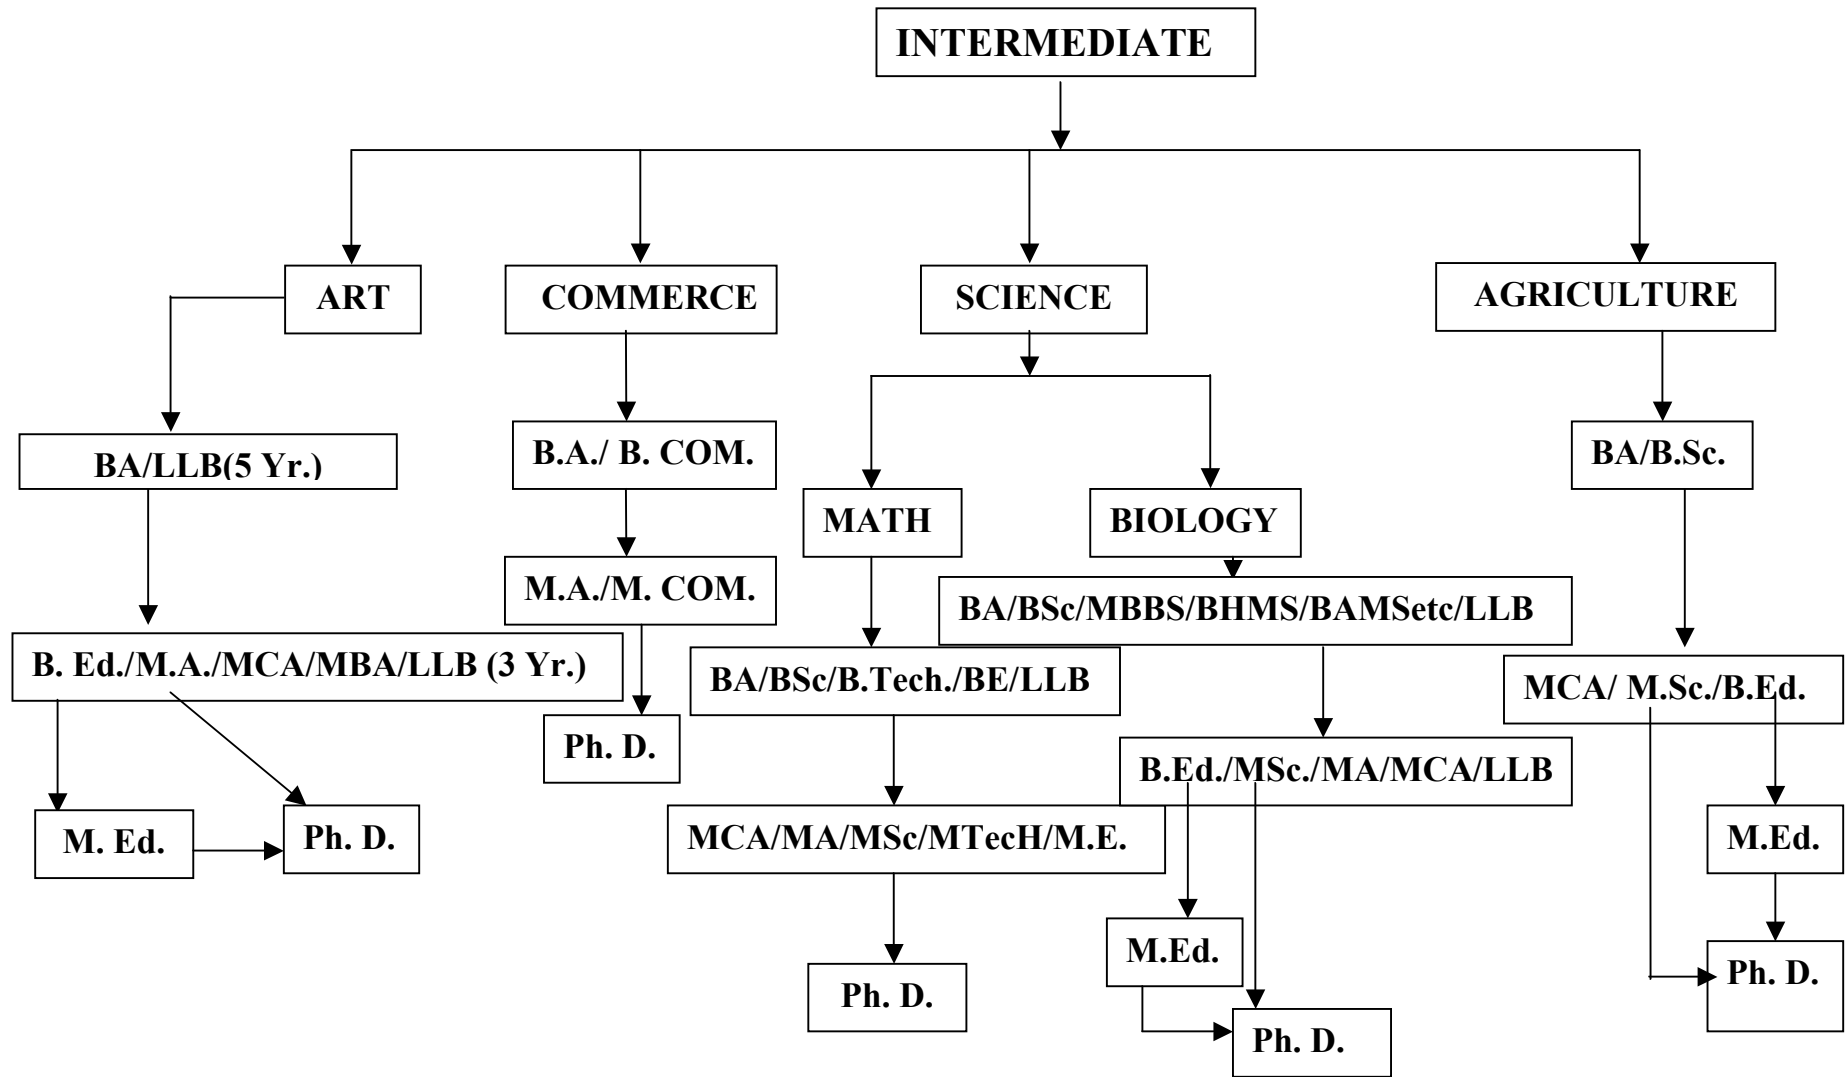 INTERMEDIATE
ART
COMMERCE
SCIENCE
AGRICULTURE
BA/LLB(5 Yr.)
B.A./ B. COM.
BA/B.Sc.
MATH
BIOLOGY
M.A./M. COM.
BA/BSc/MBBS/BHMS/BAMSetc/LLB
B. Ed./M.A./MCA/MBA/LLB (3 Yr.)
BA/BSc/B.Tech./BE/LLB
MCA/ M.Sc./B.Ed.
Ph. D.
B.Ed./MSc./MA/MCA/LLB
M. Ed.
Ph. D.
MCA/MA/MSc/MTecH/M.E.
M.Ed.
M.Ed.
Ph. D.
Ph. D.
Ph. D.